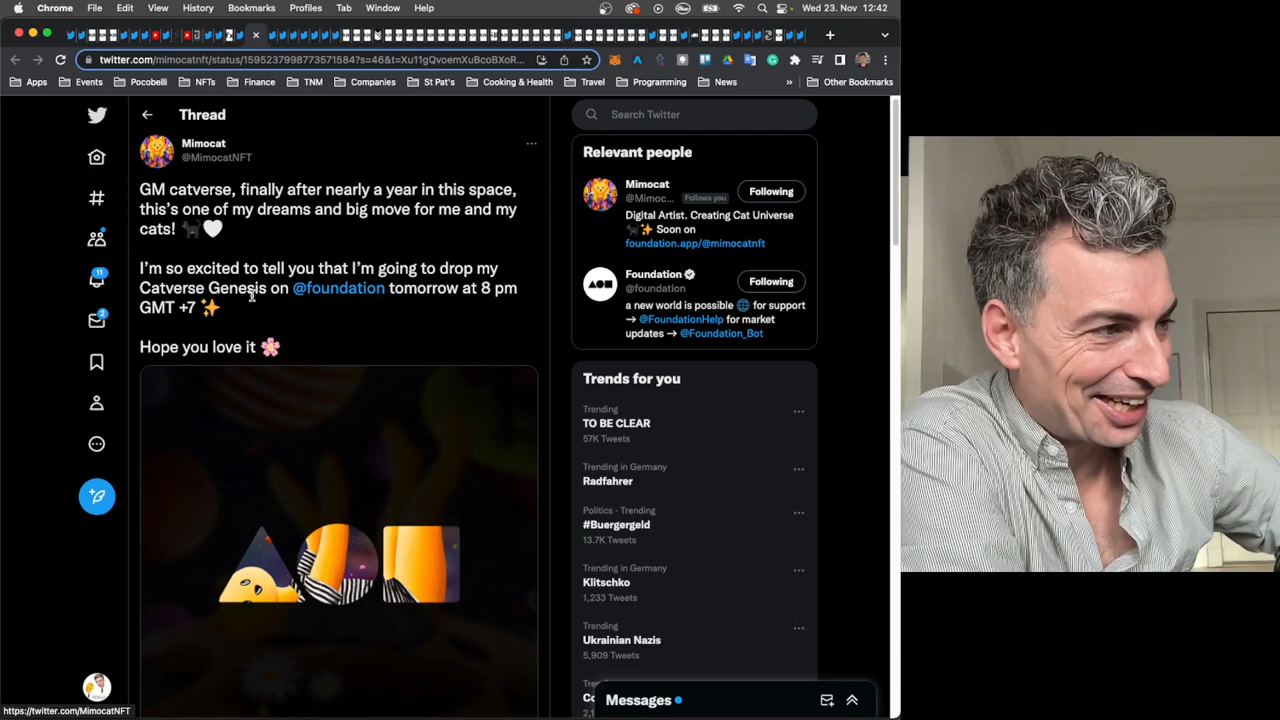 Chrome File Edit View History Bookmarks Profiles Tab Window Help Wed 23. Nov 12:42
twitter.com/mimocatnft/status/1595237998773571584?s=46&t=Xu11gQvoemXuBcoBXoR...
Apps Events Pocobelli NFTs Finance TNM Companies St Pat's Cooking & Health Travel Programming News » Other Bookmarks
Thread
Mimocat
@MimocatNFT
GM catverse, finally after nearly a year in this space,
this's one of my dreams and big move for me and my
cats! 🐈‍⬛🤍
I'm so excited to tell you that I'm going to drop my
Catverse Genesis on @foundation tomorrow at 8 pm
GMT +7 ✨
Hope you love it 🌸
11
2
Search Twitter
Relevant people
Mimocat
@Mimoc... Follows you
Following
Digital Artist. Creating Cat Universe
🐈‍⬛✨ Soon on
foundation.app/@mimocatnft
Foundation
@foundation
Following
a new world is possible 🌐 for support
→ @FoundationHelp for market
updates → @Foundation_Bot
Trends for you
Trending
TO BE CLEAR
57K Tweets
Trending in Germany
Radfahrer
Politics · Trending
#Buergergeld
13.7K Tweets
Trending in Germany
Klitschko
1,233 Tweets
Trending
Ukrainian Nazis
5,909 Tweets
Messages
https://twitter.com/MimocatNFT